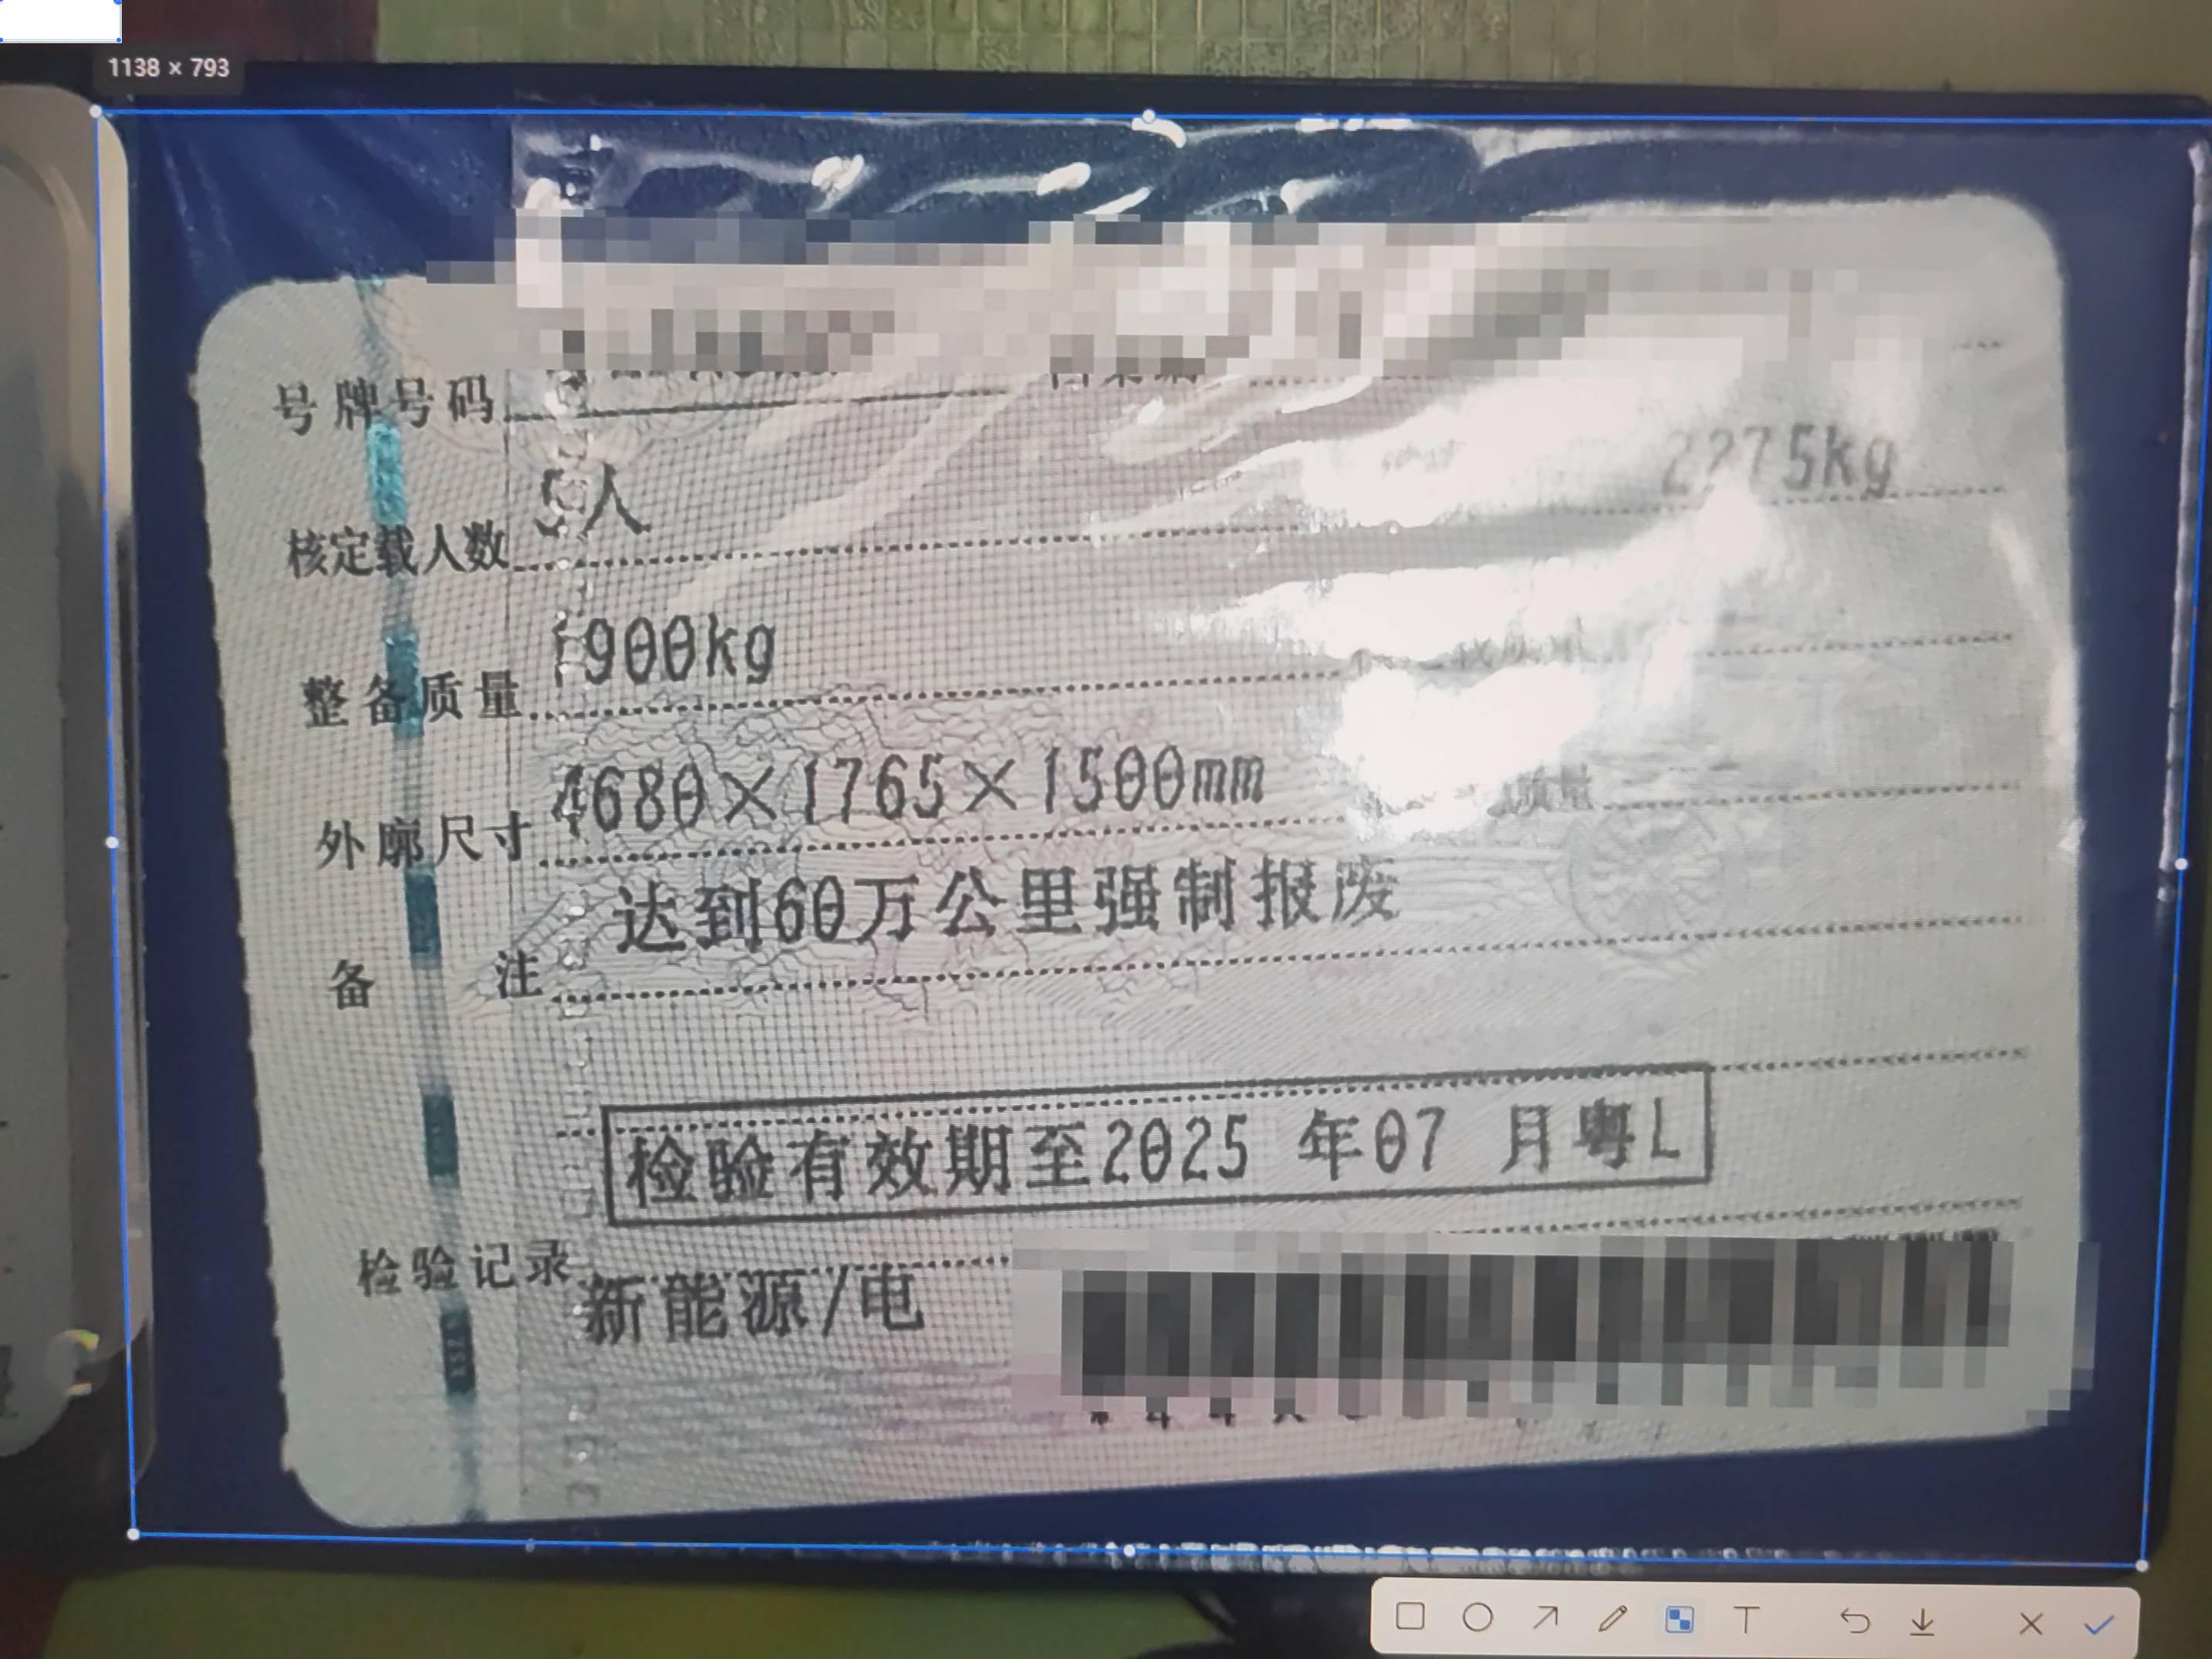 1138 × 793
号牌号码
核定载人数 5人 2275kg
整备质量 1900kg
外廓尺寸 4680×1765×1500mm 质量
备注 达到60万公里强制报废
检验有效期至2025 年07 月粤L
检验记录
新能源/电